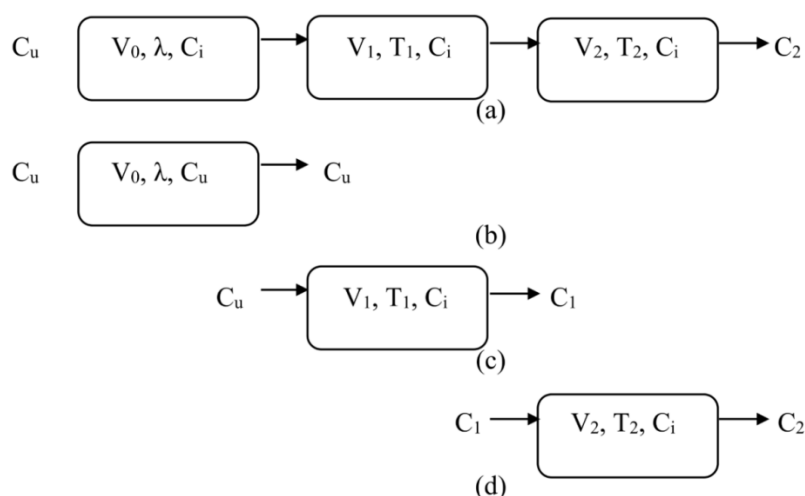 Cᵤ V₀, λ, Cᵢ V₁, T₁, Cᵢ V₂, T₂, Cᵢ C₂
(a)
Cᵤ V₀, λ, Cᵤ Cᵤ
(b)
Cᵤ V₁, T₁, Cᵢ C₁
(c)
C₁ V₂, T₂, Cᵢ C₂
(d)